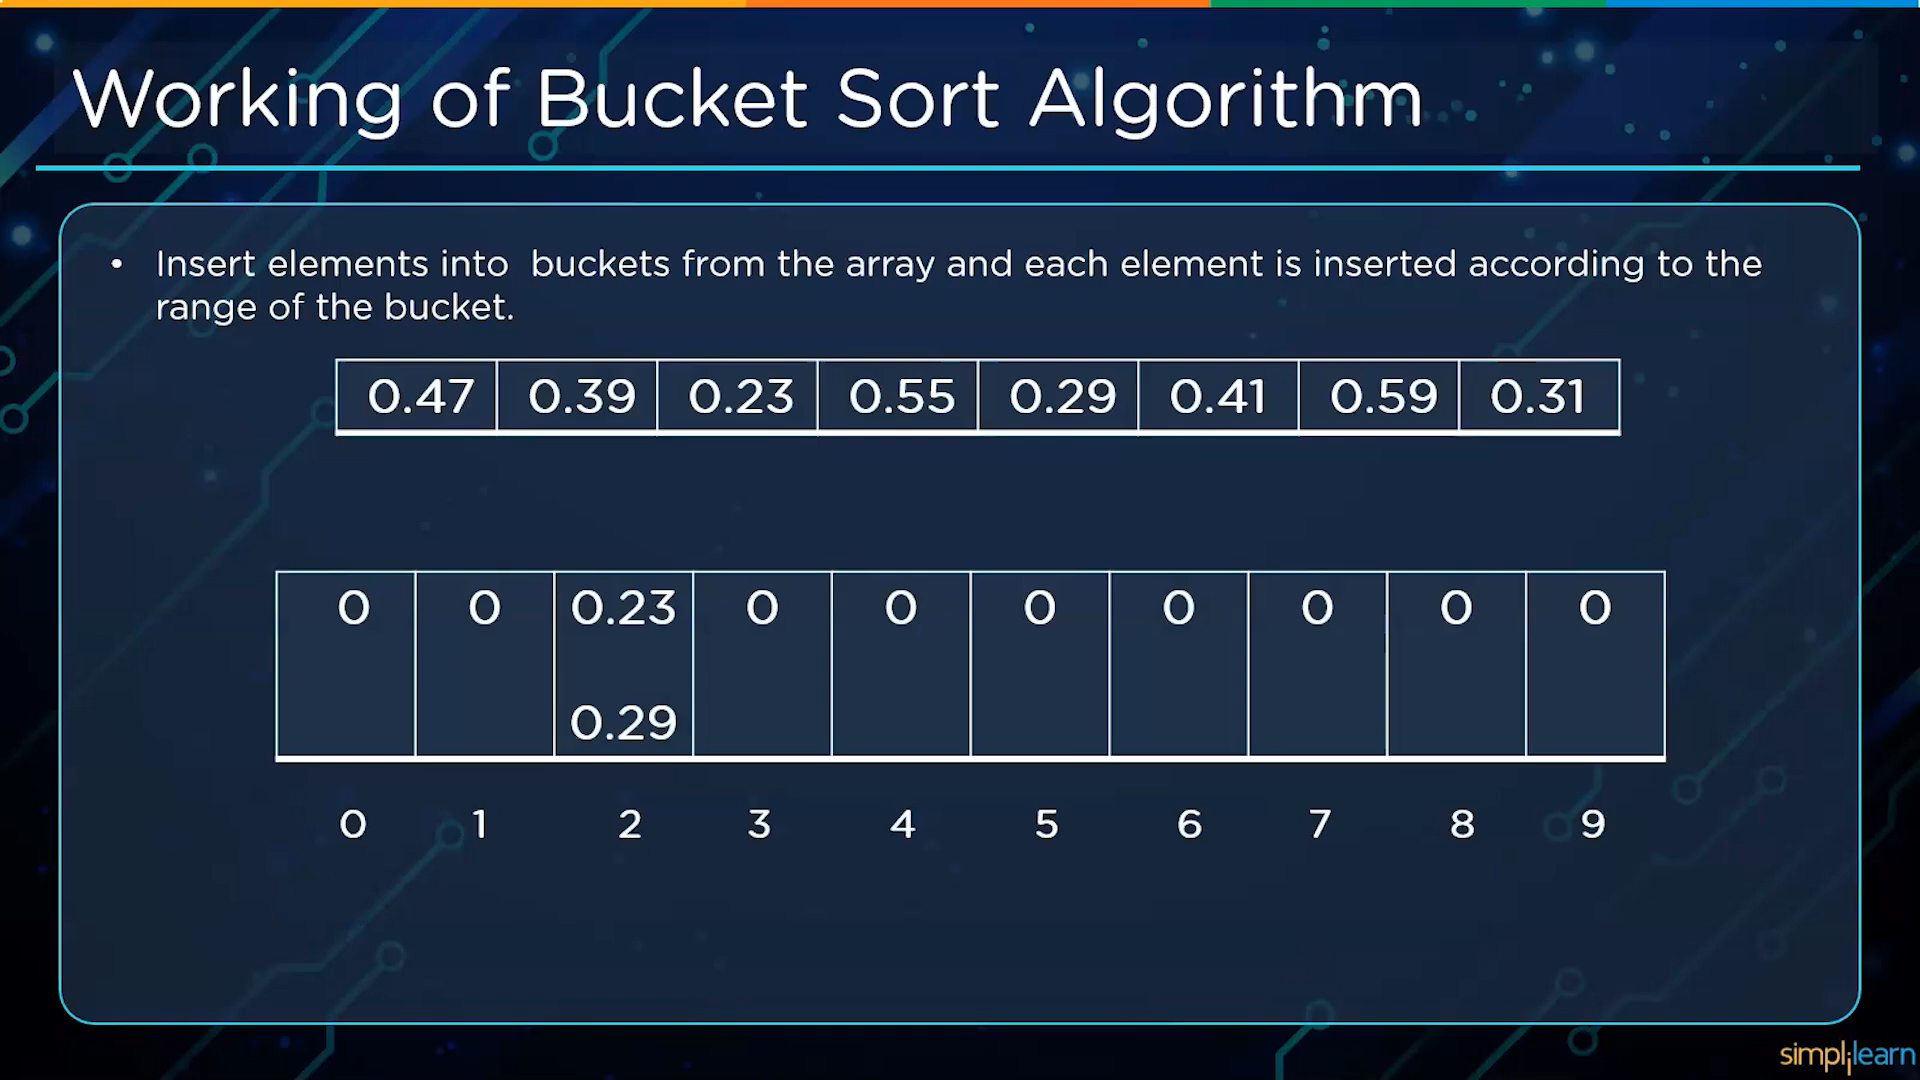 Working of Bucket Sort Algorithm
• Insert elements into buckets from the array and each element is inserted according to the
range of the bucket.
0.47 0.39 0.23 0.55 0.29 0.41 0.59 0.31
0 0 0.23 0 0 0 0 0 0 0
0.29
0 1 2 3 4 5 6 7 8 9
simplilearn